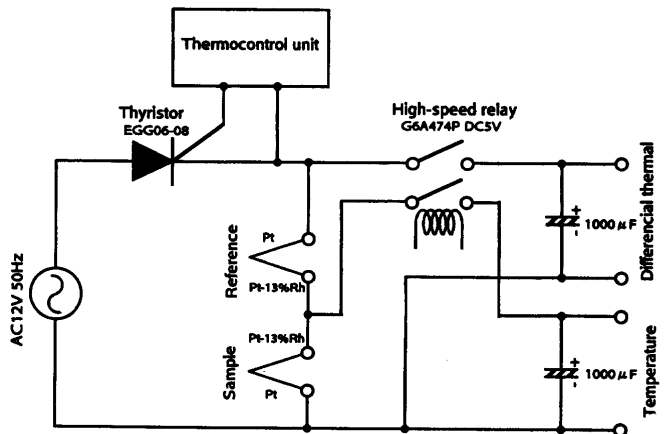 Thermocontrol unit
Thyristor
EGG06-08
High-speed relay
G6A474P DC5V
AC12V 50Hz
Reference
Pt
Pt-13%Rh
Sample
Pt-13%Rh
Pt
+
1000μF
-
Differencial thermal
+
1000μF
-
Temperature